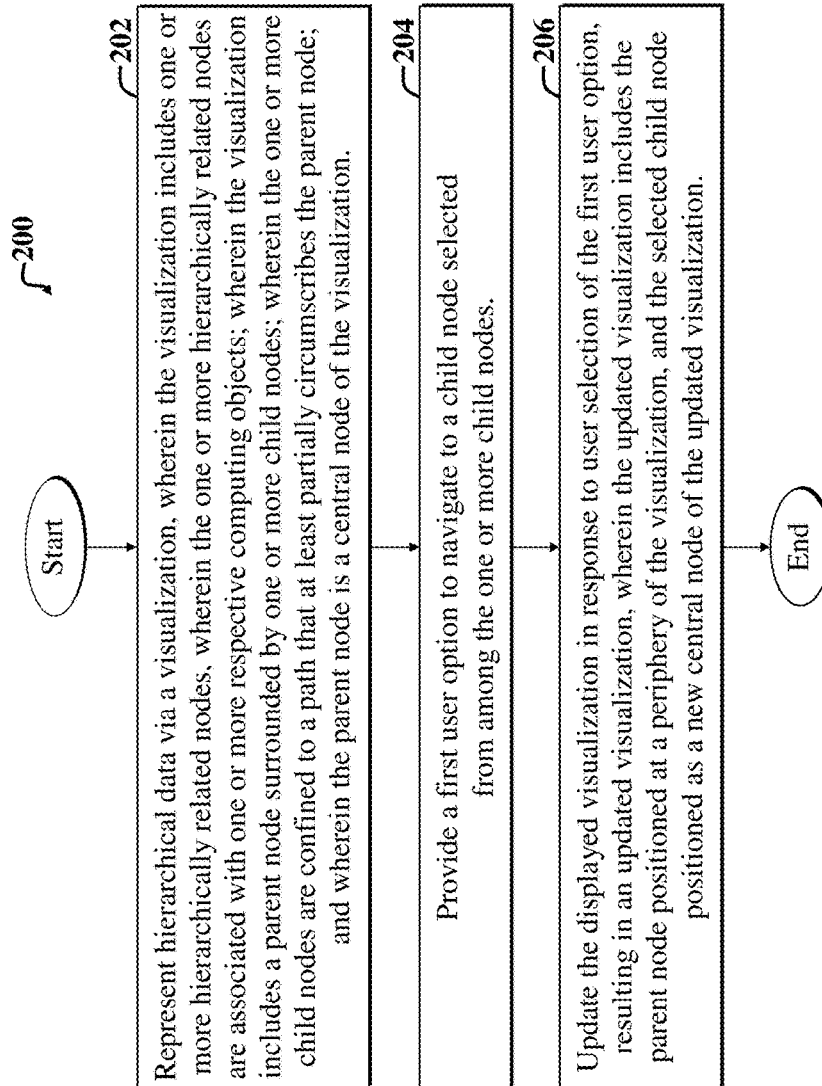 200
Start
202
Represent hierarchical data via a visualization, wherein the visualization includes one or
more hierarchically related nodes, wherein the one or more hierarchically related nodes
are associated with one or more respective computing objects; wherein the visualization
includes a parent node surrounded by one or more child nodes; wherein the one or more
child nodes are confined to a path that at least partially circumscribes the parent node;
and wherein the parent node is a central node of the visualization.
204
Provide a first user option to navigate to a child node selected
from among the one or more child nodes.
206
Update the displayed visualization in response to user selection of the first user option,
resulting in an updated visualization, wherein the updated visualization includes the
parent node positioned at a periphery of the visualization, and the selected child node
positioned as a new central node of the updated visualization.
End